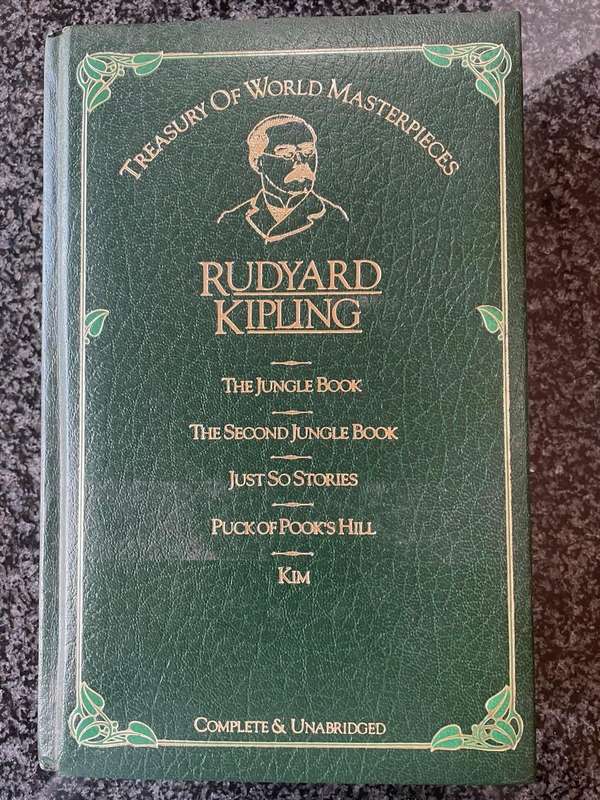 Treasury Of World Masterpieces
Rudyard
Kipling
The Jungle Book
The Second Jungle Book
Just So Stories
Puck of Pook's Hill
Kim
Complete & Unabridged